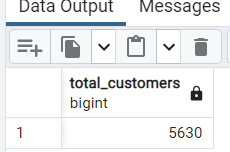 Data Output Messages
total_customers
bigint
1 5630